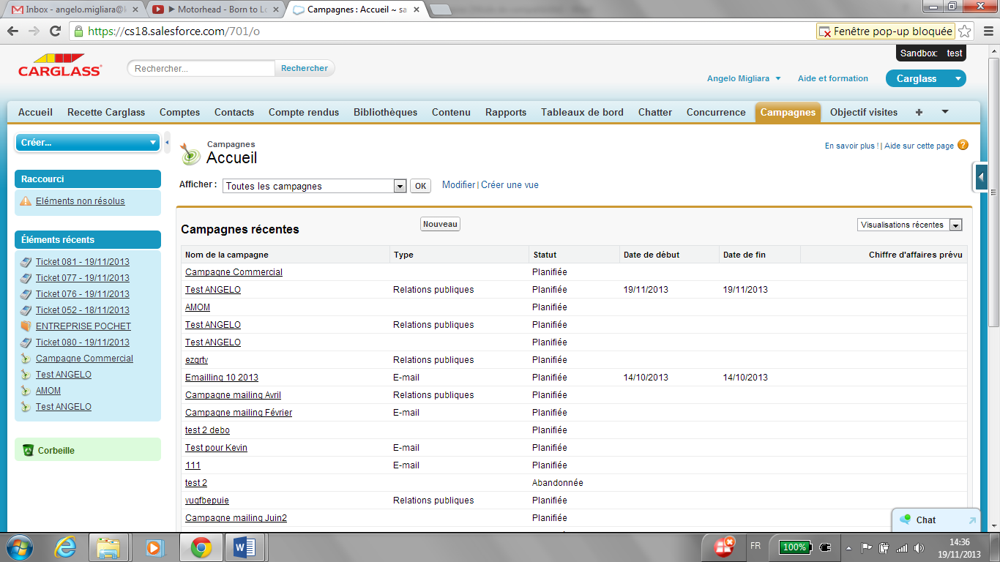 Inbox - angelo.migliara@
▶ Motorhead - Born to Lo
Campagnes : Accueil ~ sa
https://cs18.salesforce.com/701/o
Fenêtre pop-up bloquée
Sandbox: test
CARGLASS
Rechercher...
Rechercher
Angelo Migliara
Aide et formation
Carglass
Accueil Recette Carglass Comptes Contacts Compte rendus Bibliothèques Contenu Rapports Tableaux de bord Chatter Concurrence Campagnes Objectif visites +
Créer...
Raccourci
Eléments non résolus
Éléments récents
Ticket 081 - 19/11/2013
Ticket 077 - 19/11/2013
Ticket 076 - 19/11/2013
Ticket 052 - 18/11/2013
ENTREPRISE POCHET
Ticket 080 - 19/11/2013
Campagne Commercial
Test ANGELO
AMOM
Test ANGELO
Corbeille
Campagnes
Accueil
En savoir plus ! | Aide sur cette page
Afficher : Toutes les campagnes OK Modifier | Créer une vue
Campagnes récentes Nouveau Visualisations récentes
Nom de la campagne Type Statut Date de début Date de fin Chiffre d'affaires prévu
Campagne Commercial Planifiée
Test ANGELO Relations publiques Planifiée 19/11/2013 19/11/2013
AMOM Planifiée
Test ANGELO Relations publiques Planifiée
Test ANGELO Planifiée
ezgrty Relations publiques Planifiée
Emailling 10 2013 E-mail Planifiée 14/10/2013 14/10/2013
Campagne mailing Avril Relations publiques Planifiée
Campagne mailing Février E-mail Planifiée
test 2 debo Planifiée
Test pour Kevin E-mail Planifiée
111 E-mail Planifiée
test 2 Abandonnée
yugfbepuie Relations publiques Planifiée
Campagne mailing Juin2 Planifiée
Chat
FR
100%
14:36
19/11/2013